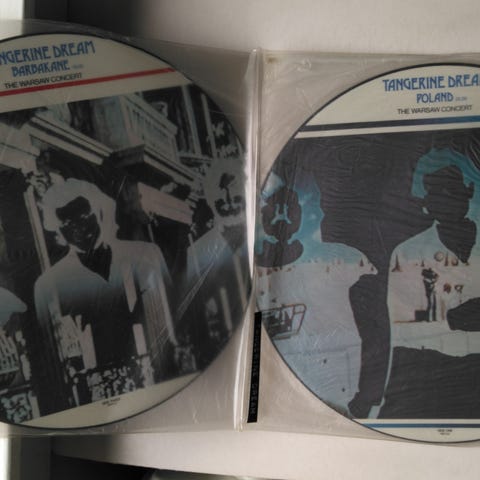 TANGERINE DREAM
BARBAKANE
THE WARSAW CONCERT
TANGERINE DREAM
POLAND
THE WARSAW CONCERT